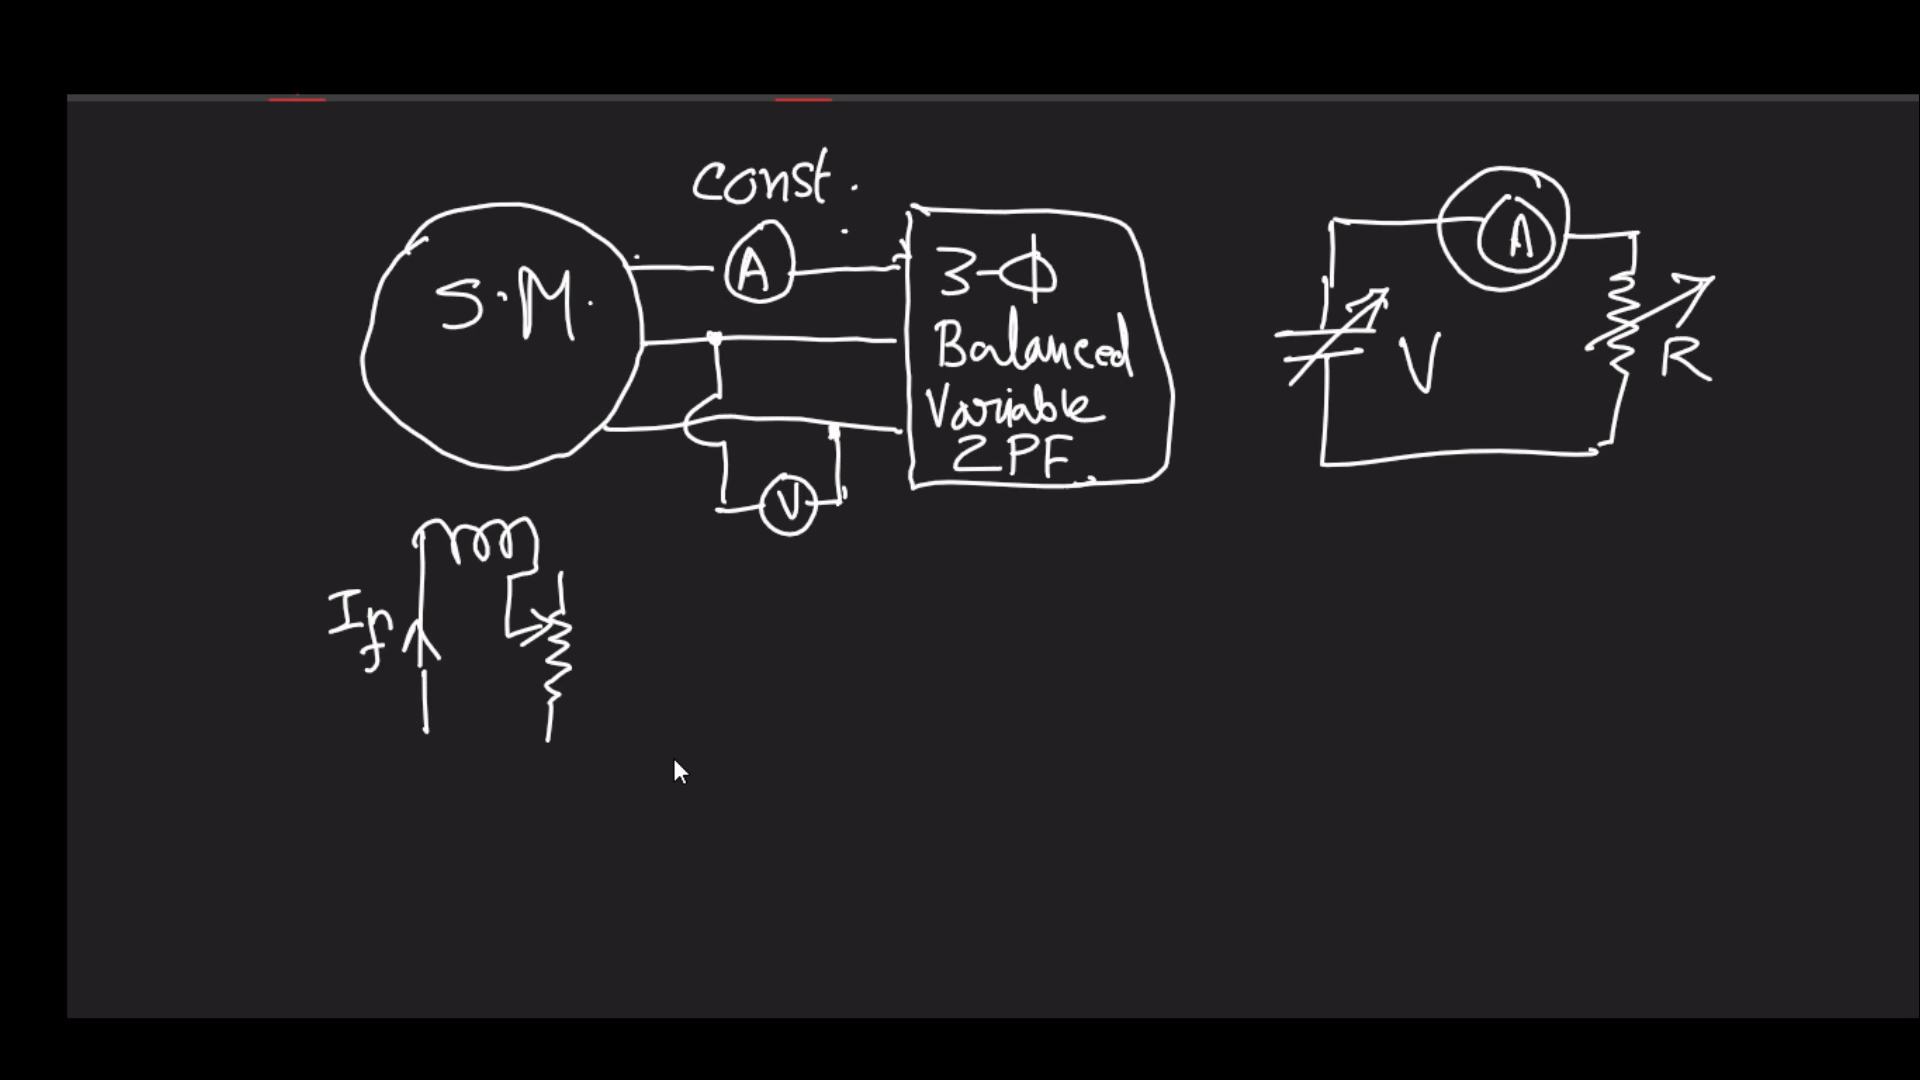 const.
S.M.
A
3-ϕ
Balanced
Variable
ZPF
V
If
A
V
R